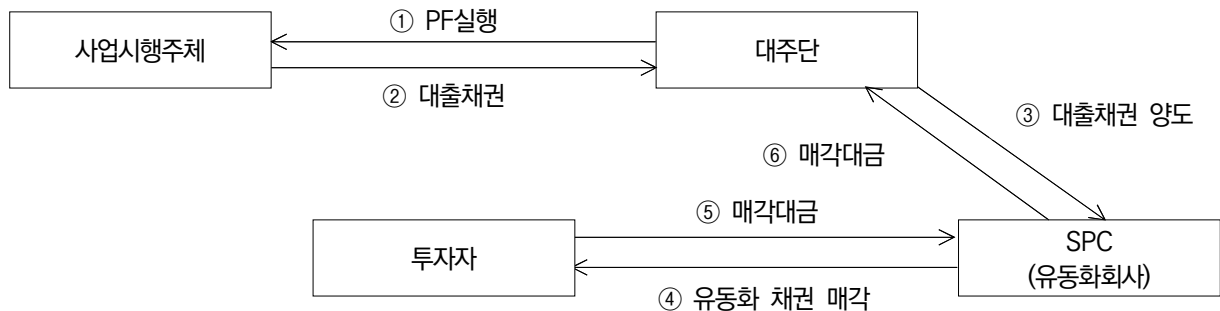 ① PF실행
사업시행주체
대주단
② 대출채권
③ 대출채권 양도
⑥ 매각대금
⑤ 매각대금
투자자
SPC
(유동화회사)
④ 유동화 채권 매각